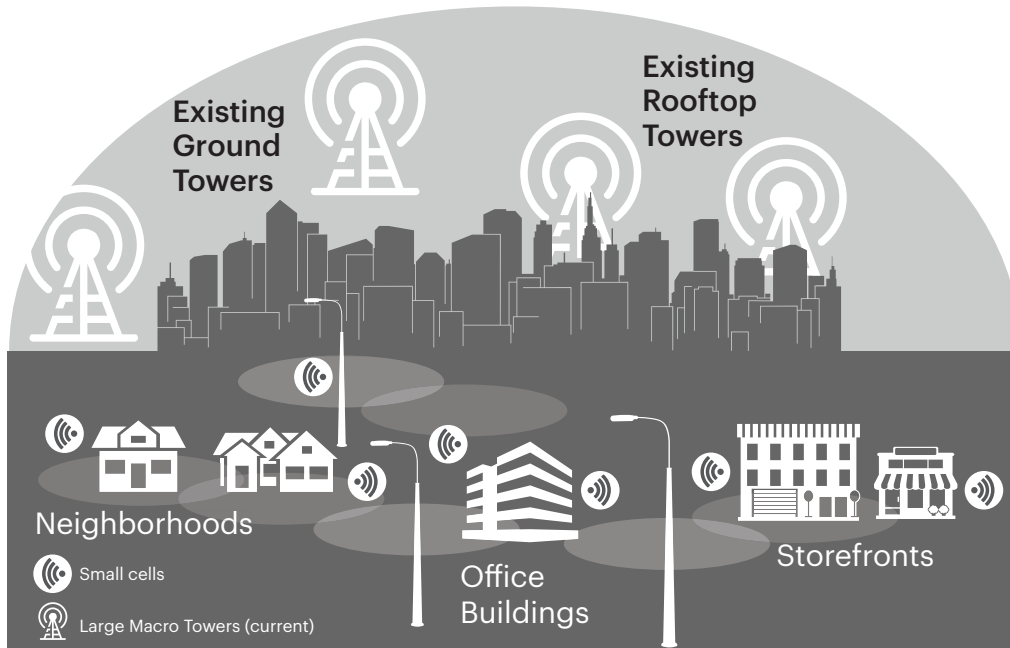 Existing
Ground
Towers
Existing
Rooftop
Towers
Neighborhoods
Small cells
Large Macro Towers (current)
Office
Buildings
Storefronts